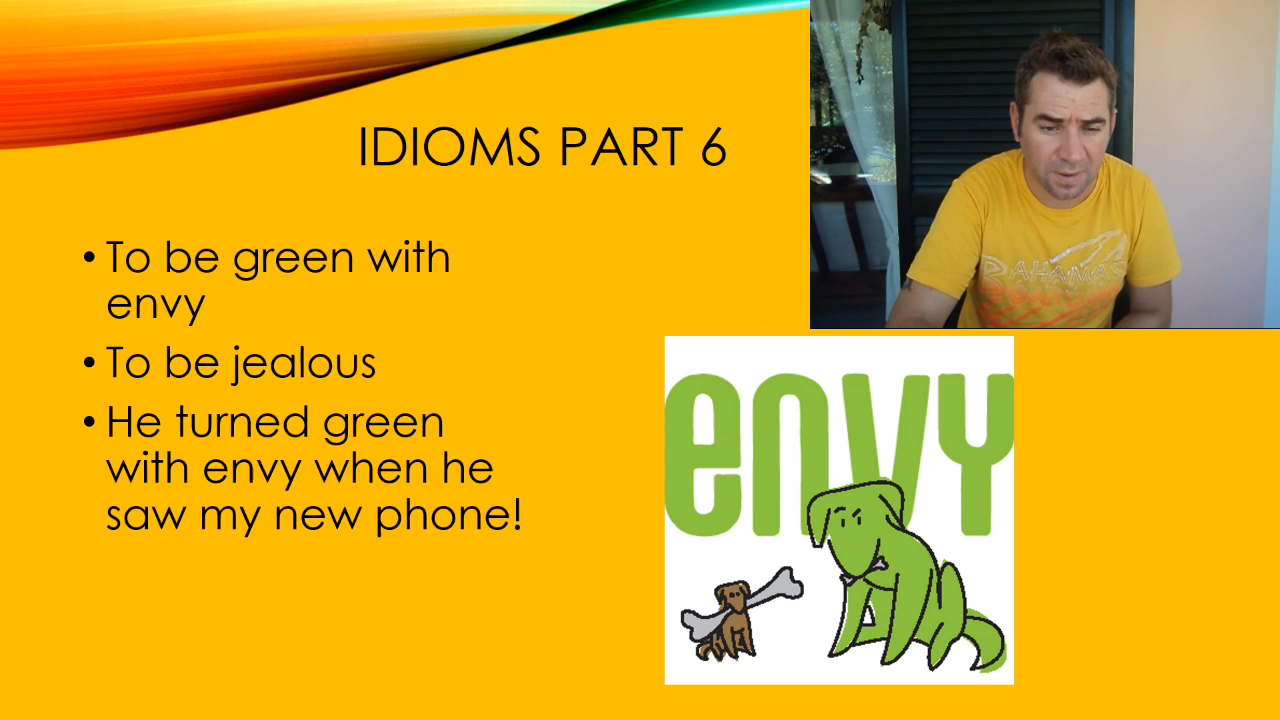 IDIOMS PART 6
• To be green with
envy
• To be jealous
• He turned green
with envy when he
saw my new phone!
BAHAMAS
envy